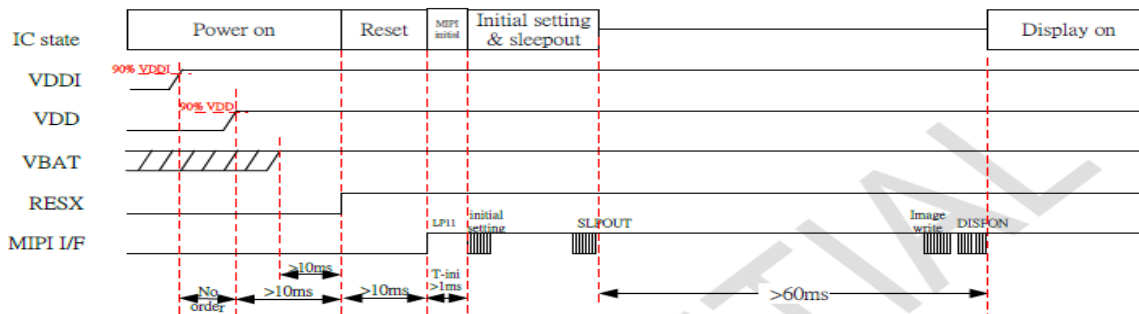 IC state
Power on
Reset
MIPI
initial
Initial setting
& sleepout
Display on
VDDI
90% VDDI
VDD
90% VDD
VBAT
RESX
MIPI I/F
LP11
initial
setting
SLPOUT
Image
write
DISPON
>10ms
No
order
>10ms
>10ms
T-ini
>1ms
>60ms